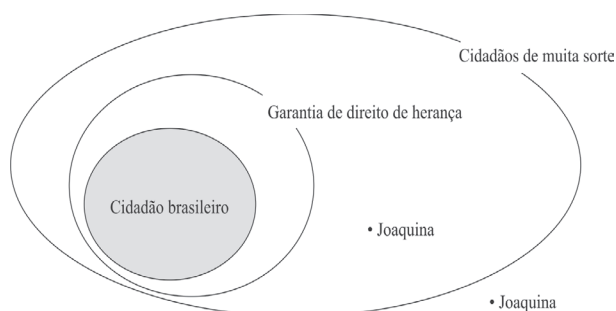 Cidadãos de muita sorte
Garantia de direito de herança
Cidadão brasileiro
• Joaquina
• Joaquina